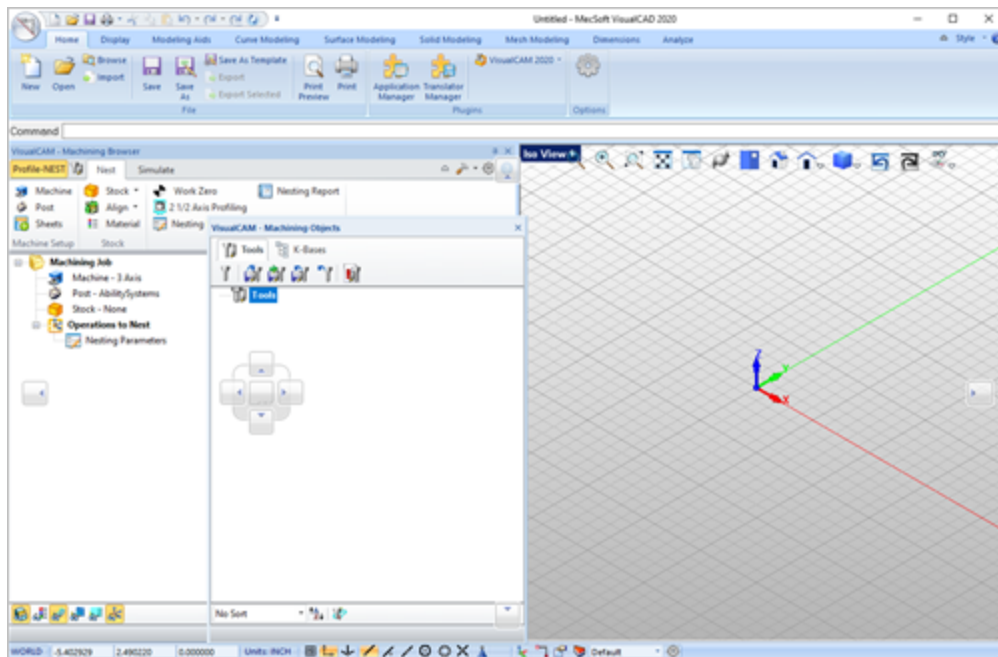 Untitled - MecSoft VisualCAD 2020
Home Display Modeling Aids Curve Modeling Surface Modeling Solid Modeling Mesh Modeling Dimensions Analyze Style
New Open Browse Import Save Save As Save As Template Export Export Selected Print Preview Print Application Manager Translator Manager VisualCAM 2020
File Plugins Options
Command
VisualCAM - Machining Browser
Profile-NEST Nest Simulate
Iso View
Machine Stock Work Zero Nesting Report
Post Align 2 1/2 Axis Profiling
Sheets Material Nesting
Machine Setup Stock
VisualCAM - Machining Objects
Tools K-Bases
Tools
Machining Job
Machine - 3 Axis
Post - AbilitySystems
Stock - None
Operations to Nest
Nesting Parameters
Z
Y
X
No Sort
WORLD -5.402929 2.490220 0.000000 Units: INCH Default